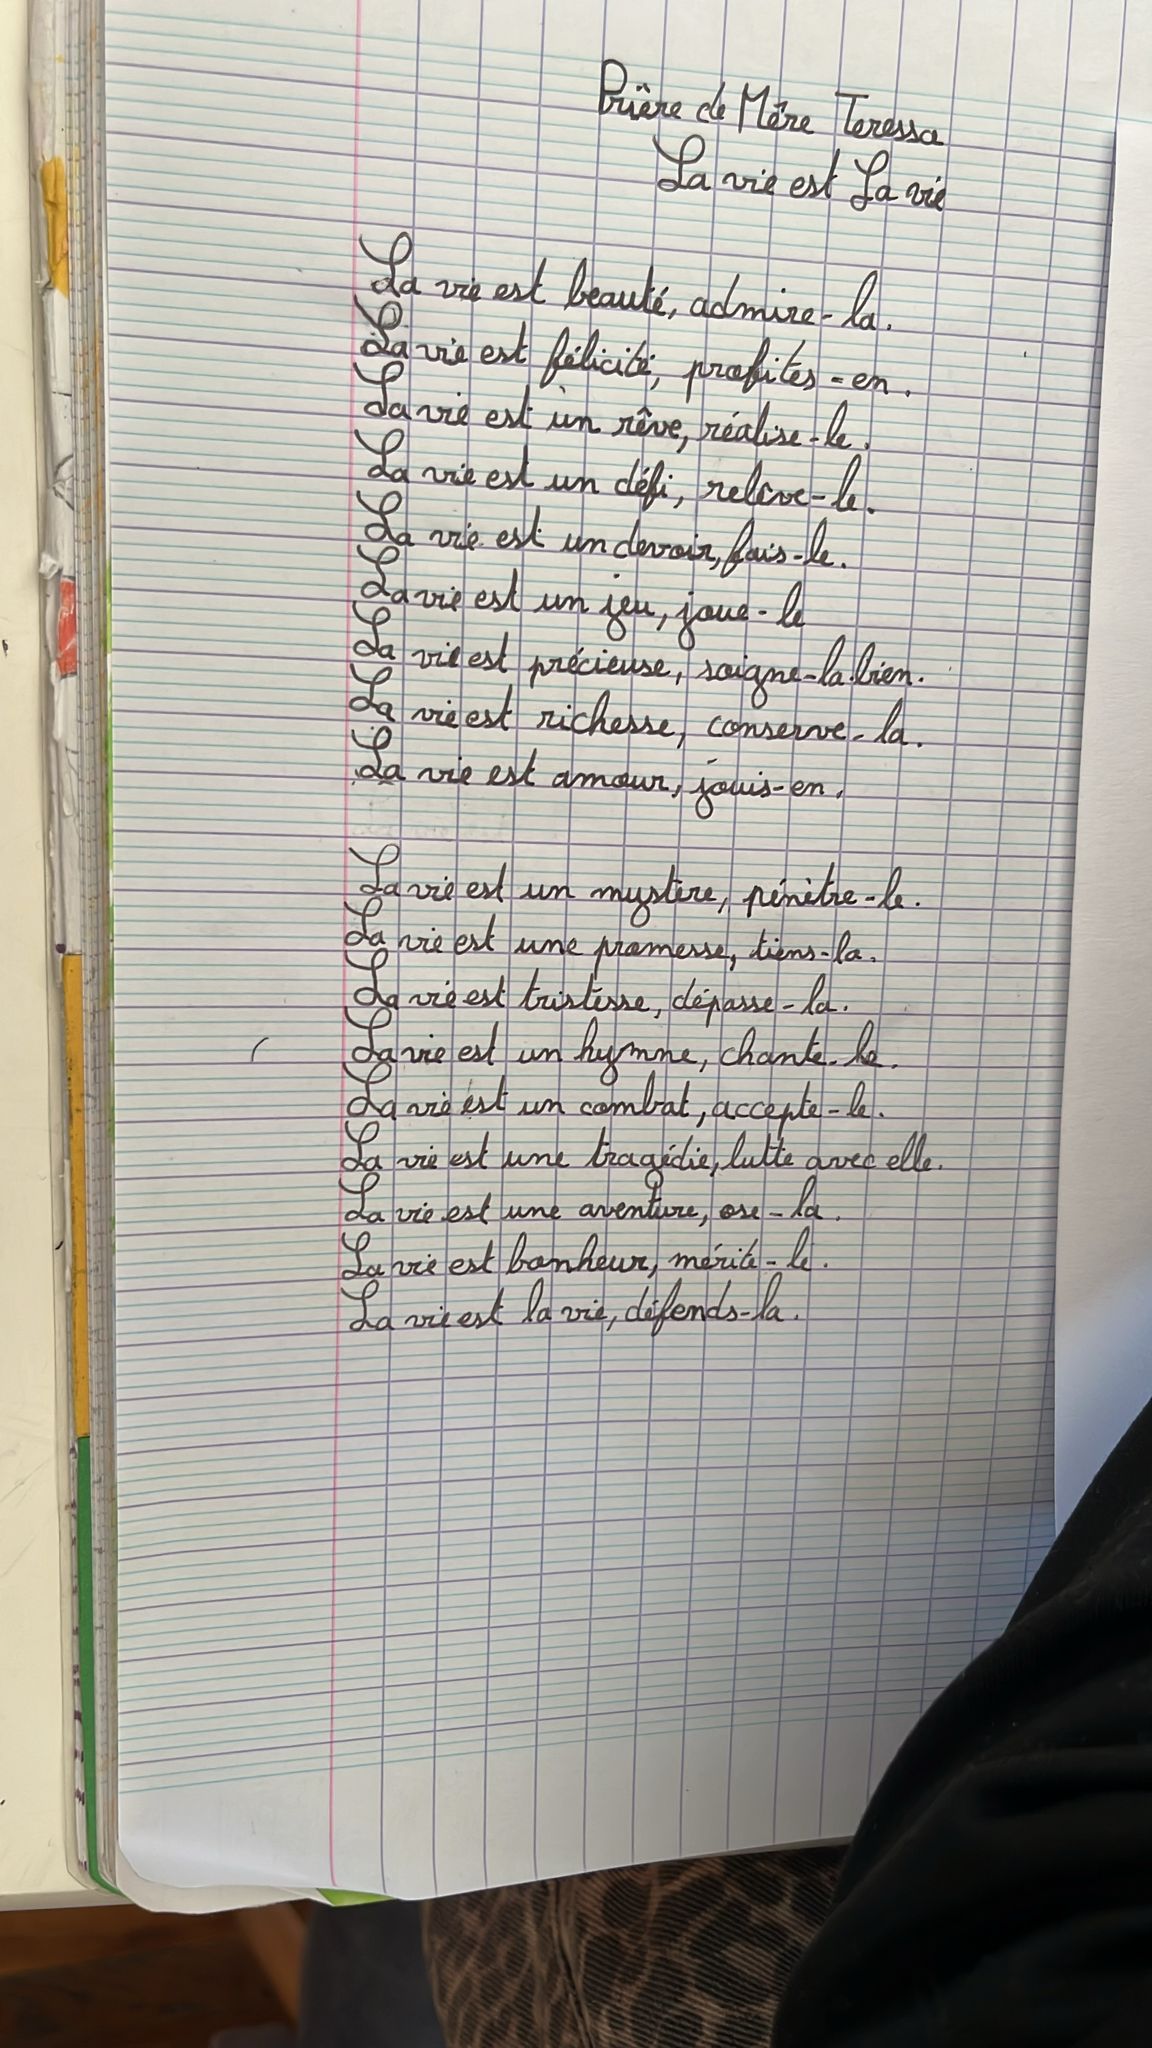 Prière de Mère Teressa
La vie est La vie
La vie est beauté, admire-la.
La vie est félicité, profites-en.
La vie est un rêve, réalise-le.
La vie est un défi, relève-le.
La vie est un devoir, fais-le.
La vie est un jeu, joue-le
La vie est précieuse, soigne-la bien.
La vie est richesse, conserve-la.
La vie est amour, jouis-en.
La vie est un mystère, pénètre-le.
La vie est une promesse, tiens-la.
La vie est tristesse, dépasse-la.
La vie est un hymne, chante-le.
La vie est un combat, accepte-le.
La vie est une tragédie, lutte avec elle.
La vie est une aventure, ose-la.
La vie est bonheur, mérite-le.
La vie est la vie, défends-la.